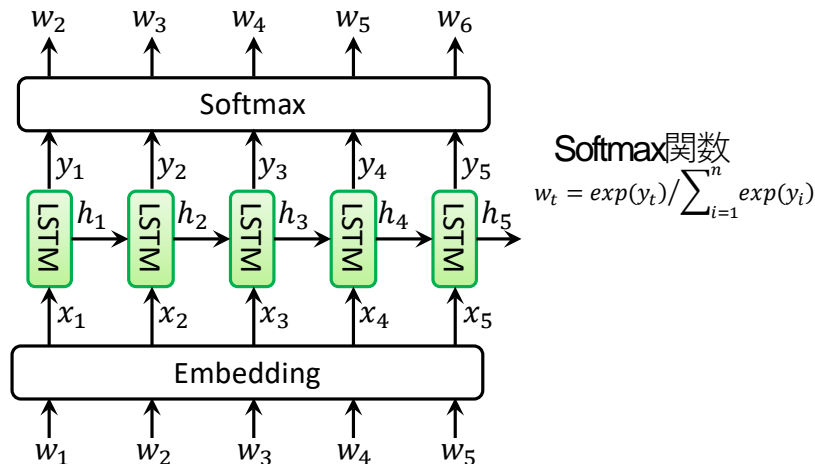 w₂ w₃ w₄ w₅ w₆
Softmax
y₁ y₂ y₃ y₄ y₅
Softmax関数
wₜ = exp(yₜ)/∑ⁿᵢ₌₁ exp(yᵢ)
LSTM h₁ LSTM h₂ LSTM h₃ LSTM h₄ LSTM h₅
x₁ x₂ x₃ x₄ x₅
Embedding
w₁ w₂ w₃ w₄ w₅